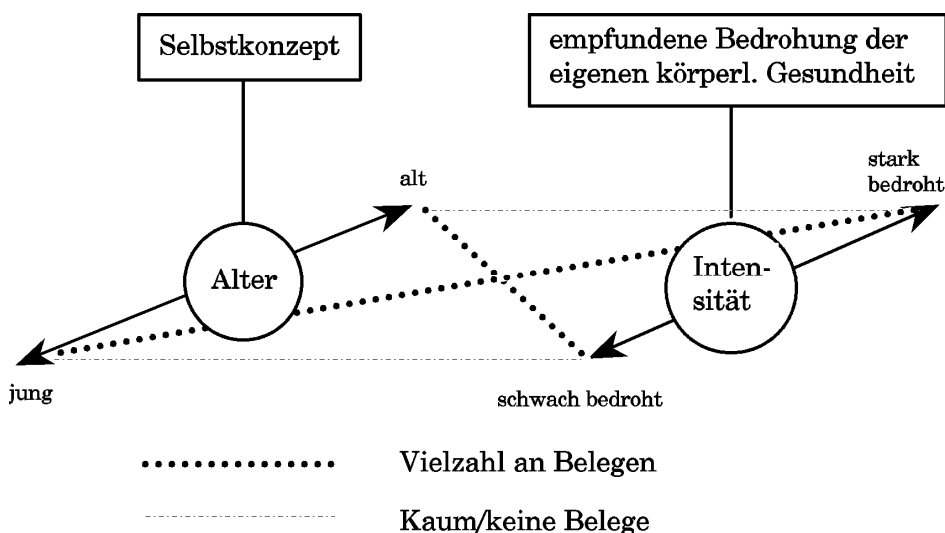 Selbstkonzept
empfundene Bedrohung der
eigenen körperl. Gesundheit
alt
stark
bedroht
Alter
Inten-
sität
jung
schwach bedroht
Vielzahl an Belegen
Kaum/keine Belege